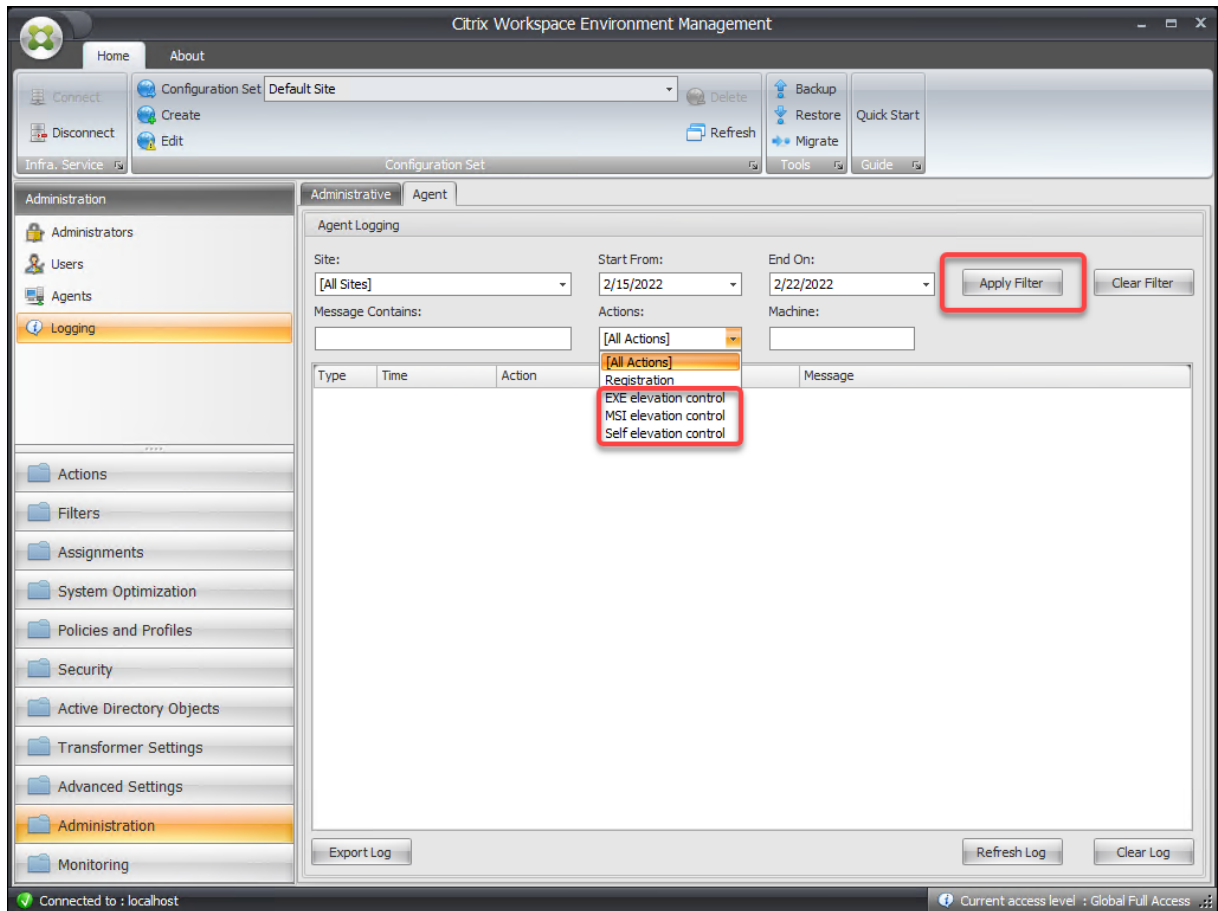 Citrix Workspace Environment Management
Home About
Connect
Disconnect
Infra. Service
Configuration Set Default Site
Create
Edit
Delete
Refresh
Configuration Set
Backup
Restore
Migrate
Tools
Quick Start
Guide
Administration
Administrators
Users
Agents
Logging
Actions
Filters
Assignments
System Optimization
Policies and Profiles
Security
Active Directory Objects
Transformer Settings
Advanced Settings
Administration
Monitoring
Administrative Agent
Agent Logging
Site: Start From: End On:
[All Sites] 2/15/2022 2/22/2022 Apply Filter Clear Filter
Message Contains: Actions: Machine:
[All Actions]
[All Actions]
Registration
EXE elevation control
MSI elevation control
Self elevation control
Type Time Action Message
Export Log Refresh Log Clear Log
Connected to : localhost Current access level : Global Full Access